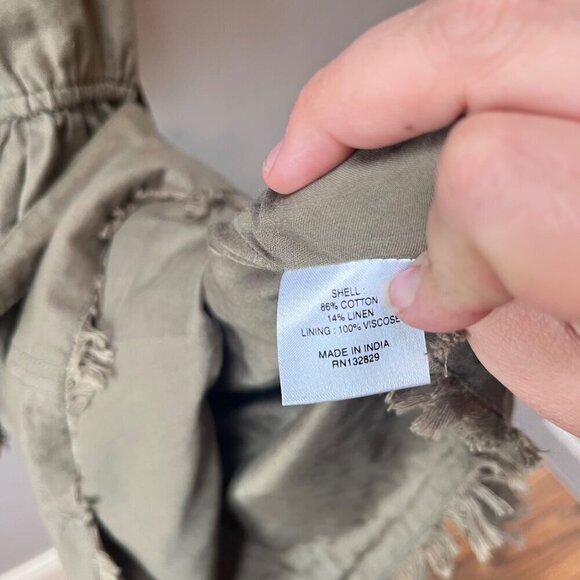 SHELL :
86% COTTON
14% LINEN
LINING : 100% VISCOSE
MADE IN INDIA
RN132829